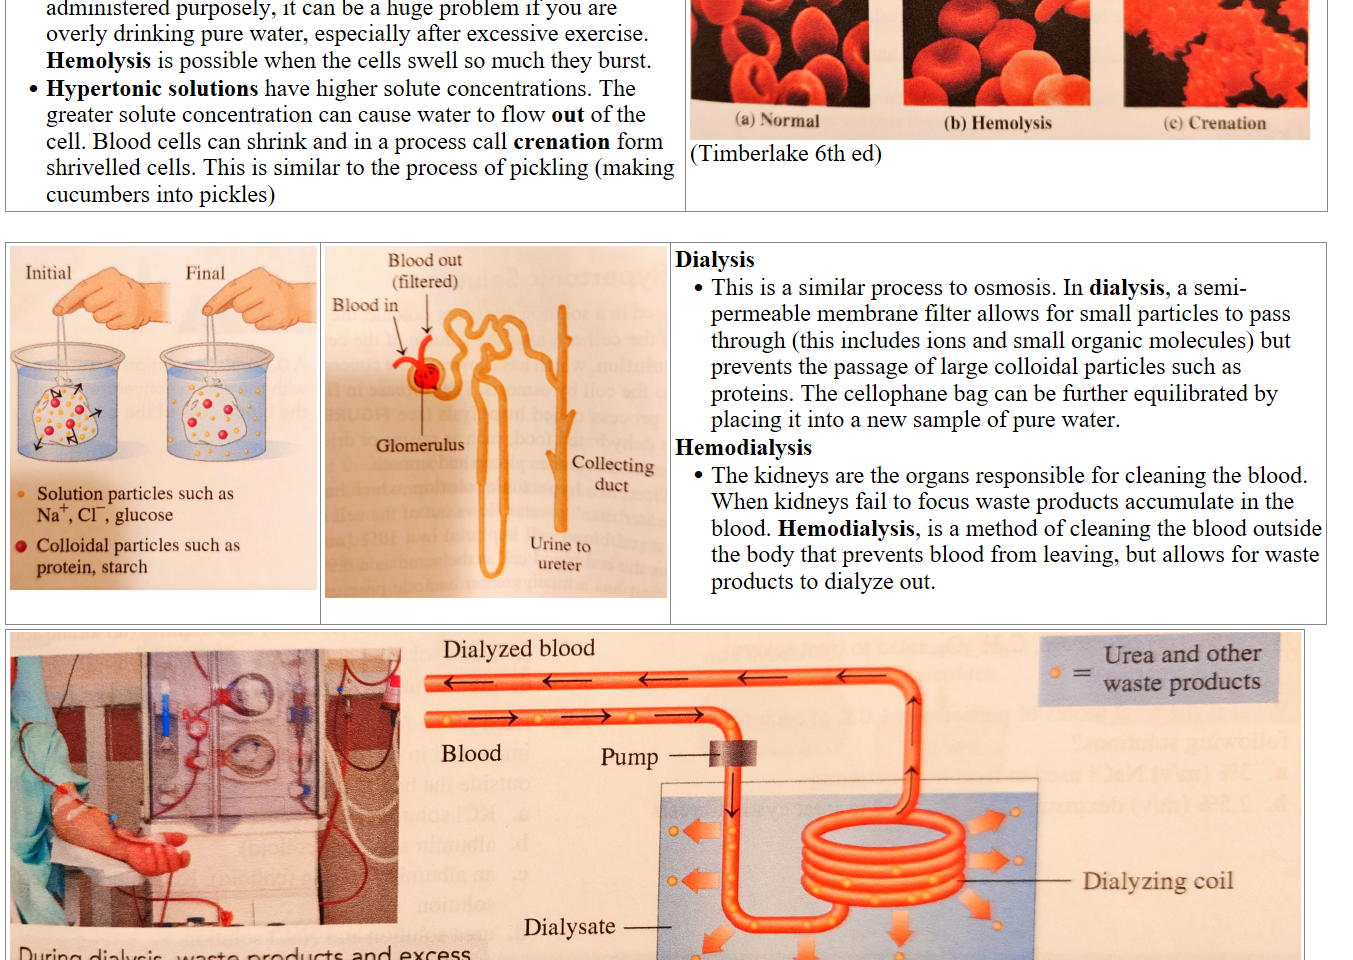 administered purposely, it can be a huge problem if you are
overly drinking pure water, especially after excessive exercise.
Hemolysis is possible when the cells swell so much they burst.
• Hypertonic solutions have higher solute concentrations. The
greater solute concentration can cause water to flow out of the
cell. Blood cells can shrink and in a process call crenation form
shrivelled cells. This is similar to the process of pickling (making
cucumbers into pickles)
(a) Normal
(b) Hemolysis
(c) Crenation
(Timberlake 6th ed)
Initial
Final
Solution particles such as
Na⁺, Cl⁻, glucose
Colloidal particles such as
protein, starch
Blood out
(filtered)
Blood in
Glomerulus
Collecting
duct
Urine to
ureter
Dialysis
• This is a similar process to osmosis. In dialysis, a semi-
permeable membrane filter allows for small particles to pass
through (this includes ions and small organic molecules) but
prevents the passage of large colloidal particles such as
proteins. The cellophane bag can be further equilibrated by
placing it into a new sample of pure water.
Hemodialysis
• The kidneys are the organs responsible for cleaning the blood.
When kidneys fail to focus waste products accumulate in the
blood. Hemodialysis, is a method of cleaning the blood outside
the body that prevents blood from leaving, but allows for waste
products to dialyze out.
Dialyzed blood
Blood
Pump
= Urea and other
waste products
Dialyzing coil
Dialysate
During dialysis, waste products and excess